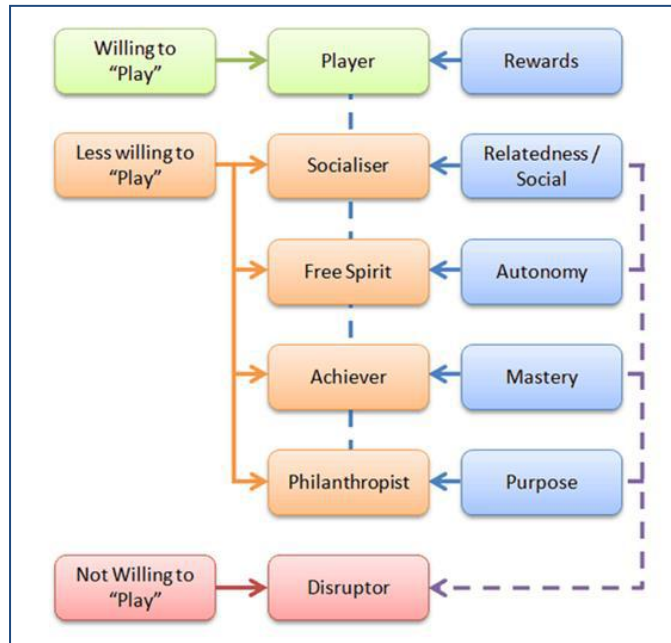 Willing to
“Play”
Player
Rewards
Less willing to
“Play”
Socialiser
Relatedness /
Social
Free Spirit
Autonomy
Achiever
Mastery
Philanthropist
Purpose
Not Willing to
“Play”
Disruptor